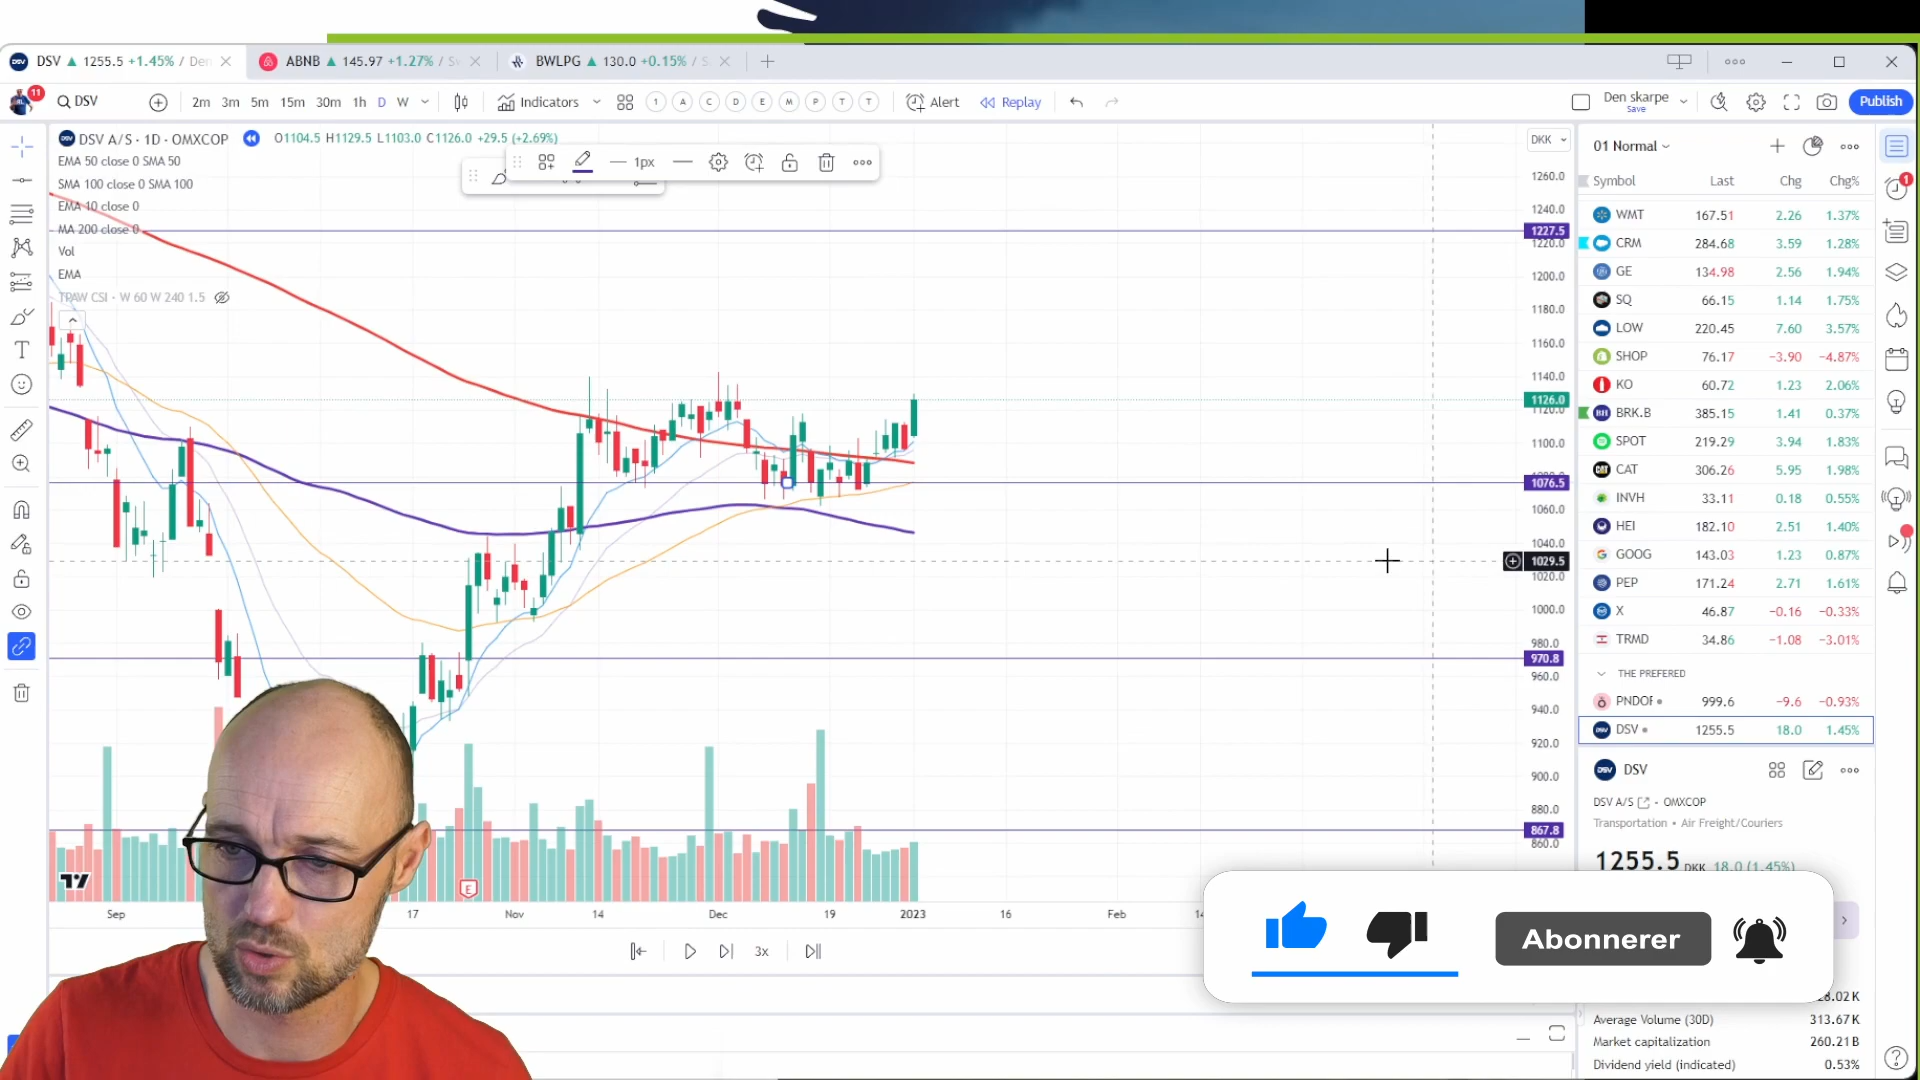 DSV 1255.5 +1.45% / Den
ABNB 145.97 +1.27% / S
BWLPG 130.0 +0.15% / S
11
DSV
2m 3m 5m 15m 30m 1h D W
Indicators
1 A C D E M P T T
Alert
Replay
Den skarpe
Save
Publish
DSV A/S · 1D · OMXCOP
O1104.5 H1129.5 L1103.0 C1126.0 +29.5 (+2.69%)
EMA 50 close 0 SMA 50
SMA 100 close 0 SMA 100
EMA 10 close 0
MA 200 close 0
Vol
EMA
TPAW CSI · W 60 W 240 1.5
1px
DKK
1260.0
1240.0
1227.5
1220.0
1200.0
1180.0
1160.0
1140.0
1126.0
1120.0
1100.0
1076.5
1060.0
1040.0
1029.5
1020.0
1000.0
980.0
970.8
960.0
940.0
920.0
900.0
880.0
867.8
860.0
E
Sep 17 Nov 14 Dec 19 2023 16 Feb
3x
01 Normal
Symbol Last Chg Chg%
WMT 167.51 2.26 1.37%
CRM 284.68 3.59 1.28%
GE 134.98 2.56 1.94%
SQ 66.15 1.14 1.75%
LOW 220.45 7.60 3.57%
SHOP 76.17 −3.90 −4.87%
KO 60.72 1.23 2.06%
BRK.B 385.15 1.41 0.37%
SPOT 219.29 3.94 1.83%
CAT 306.26 5.95 1.98%
INVH 33.11 0.18 0.55%
HEI 182.10 2.51 1.40%
GOOG 143.03 1.23 0.87%
PEP 171.24 2.71 1.61%
X 46.87 −0.16 −0.33%
TRMD 34.86 −1.08 −3.01%
THE PREFERED
PNDOR 999.6 −9.6 −0.93%
DSV 1255.5 18.0 1.45%
DSV
DSV A/S - OMXCOP
Transportation • Air Freight/Couriers
1255.5 DKK 18.0 (1.45%)
Abonnerer
Average Volume (30D) 313.67K
Market capitalization 260.21B
Dividend yield (indicated) 0.53%
1